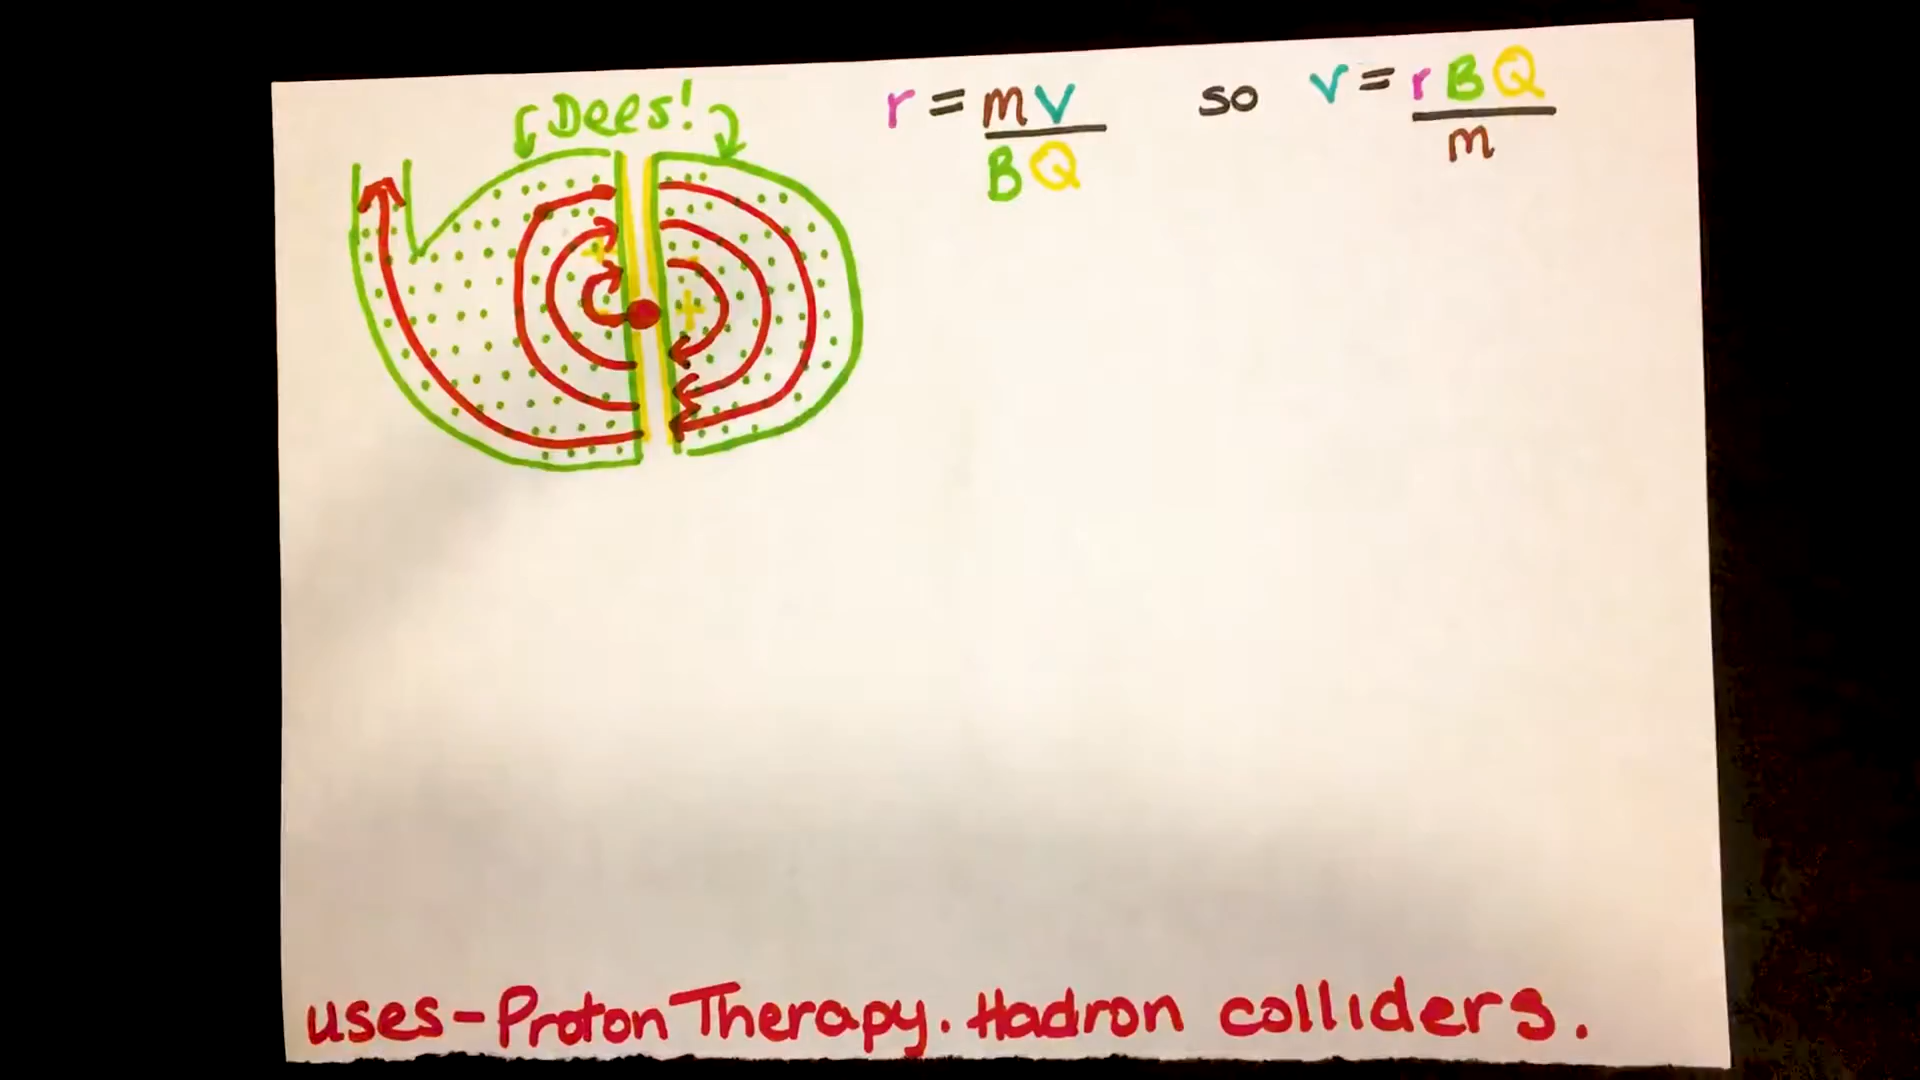 Dees!
r = mv/BQ so v = rBQ/m
+ +
uses - Proton Therapy. Hadron colliders.